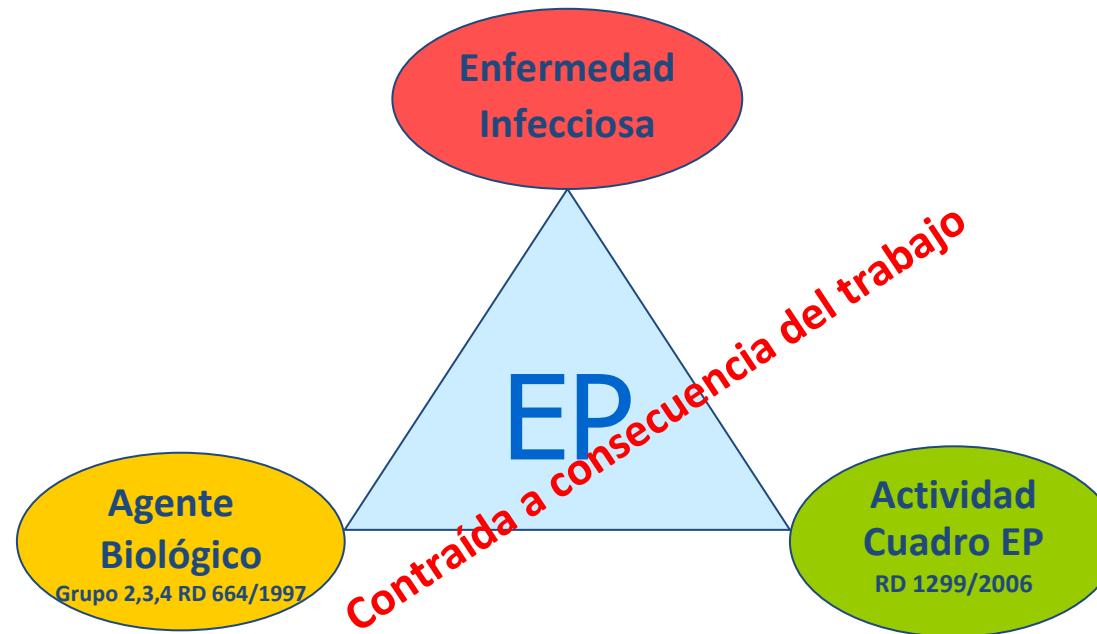 Enfermedad
Infecciosa
Contraída a consecuencia del trabajo
EP
Agente
Biológico
Grupo 2,3,4 RD 664/1997
Actividad
Cuadro EP
RD 1299/2006